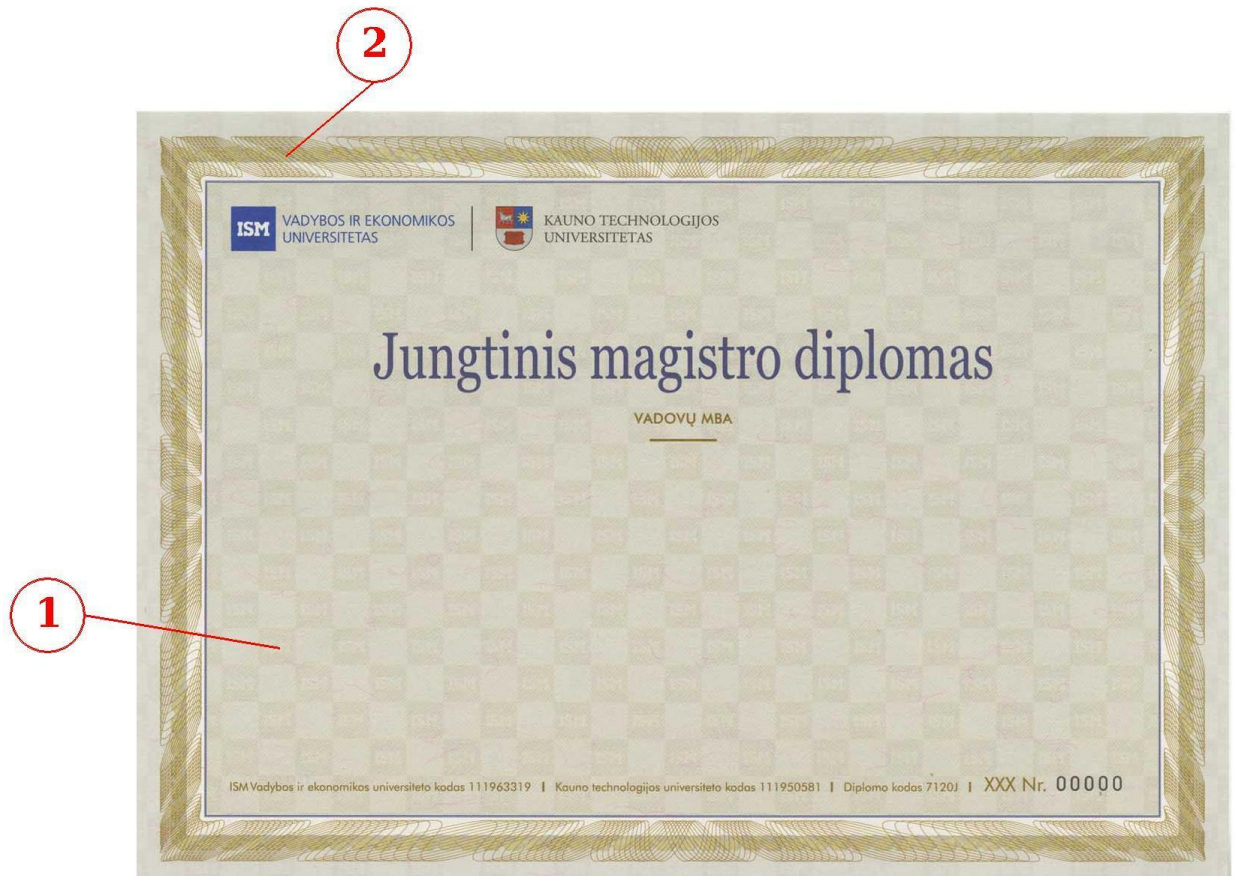 2
ISM VADYBOS IR EKONOMIKOS UNIVERSITETAS
KAUNO TECHNOLOGIJOS UNIVERSITETAS
Jungtinis magistro diplomas
VADOVŲ MBA
1
ISM Vadybos ir ekonomikos universiteto kodas 111963319 | Kauno technologijos universiteto kodas 111950581 | Diplomo kodas 7120J | XXX Nr. 00000